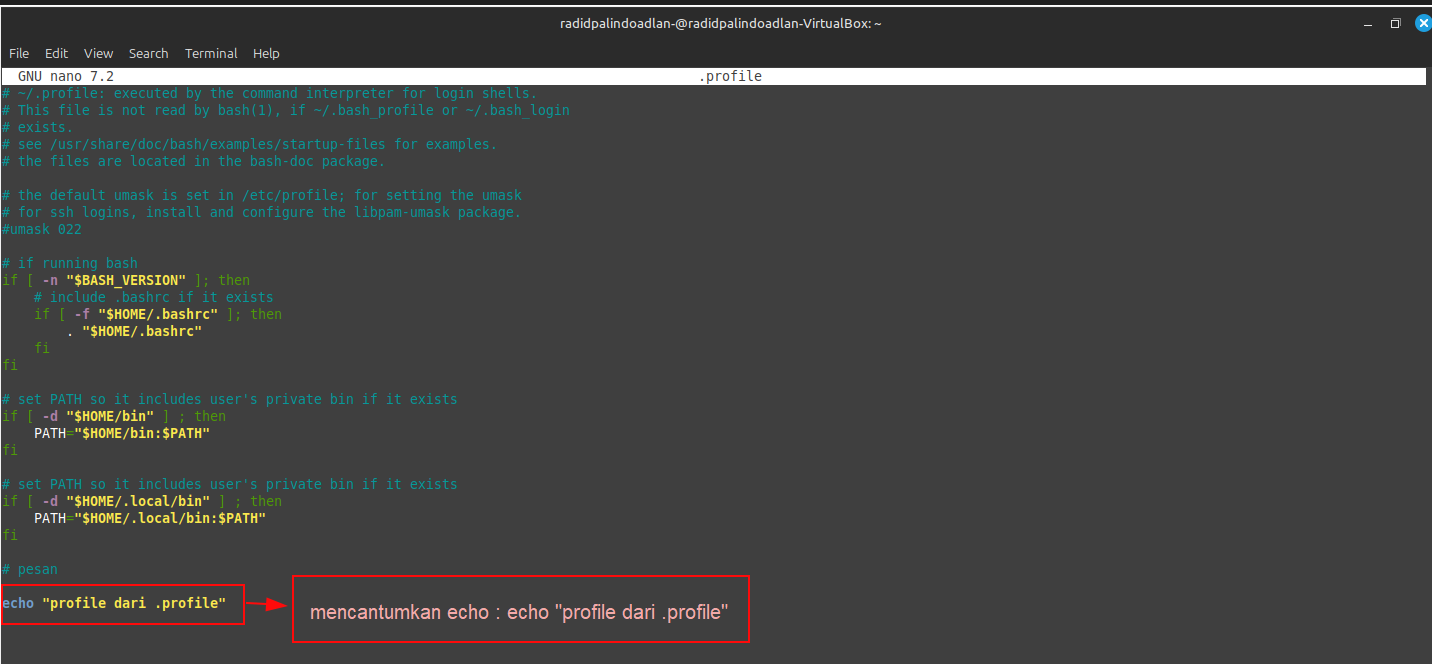 radidpalindoadlan-@radidpalindoadlan-VirtualBox: ~
File Edit View Search Terminal Help
GNU nano 7.2 .profile
# ~/.profile: executed by the command interpreter for login shells.
# This file is not read by bash(1), if ~/.bash_profile or ~/.bash_login
# exists.
# see /usr/share/doc/bash/examples/startup-files for examples.
# the files are located in the bash-doc package.

# the default umask is set in /etc/profile; for setting the umask
# for ssh logins, install and configure the libpam-umask package.
#umask 022

# if running bash
if [ -n "$BASH_VERSION" ]; then
    # include .bashrc if it exists
    if [ -f "$HOME/.bashrc" ]; then
        . "$HOME/.bashrc"
    fi
fi

# set PATH so it includes user's private bin if it exists
if [ -d "$HOME/bin" ] ; then
    PATH="$HOME/bin:$PATH"
fi

# set PATH so it includes user's private bin if it exists
if [ -d "$HOME/.local/bin" ] ; then
    PATH="$HOME/.local/bin:$PATH"
fi

# pesan

echo "profile dari .profile"
mencantumkan echo : echo "profile dari .profile"